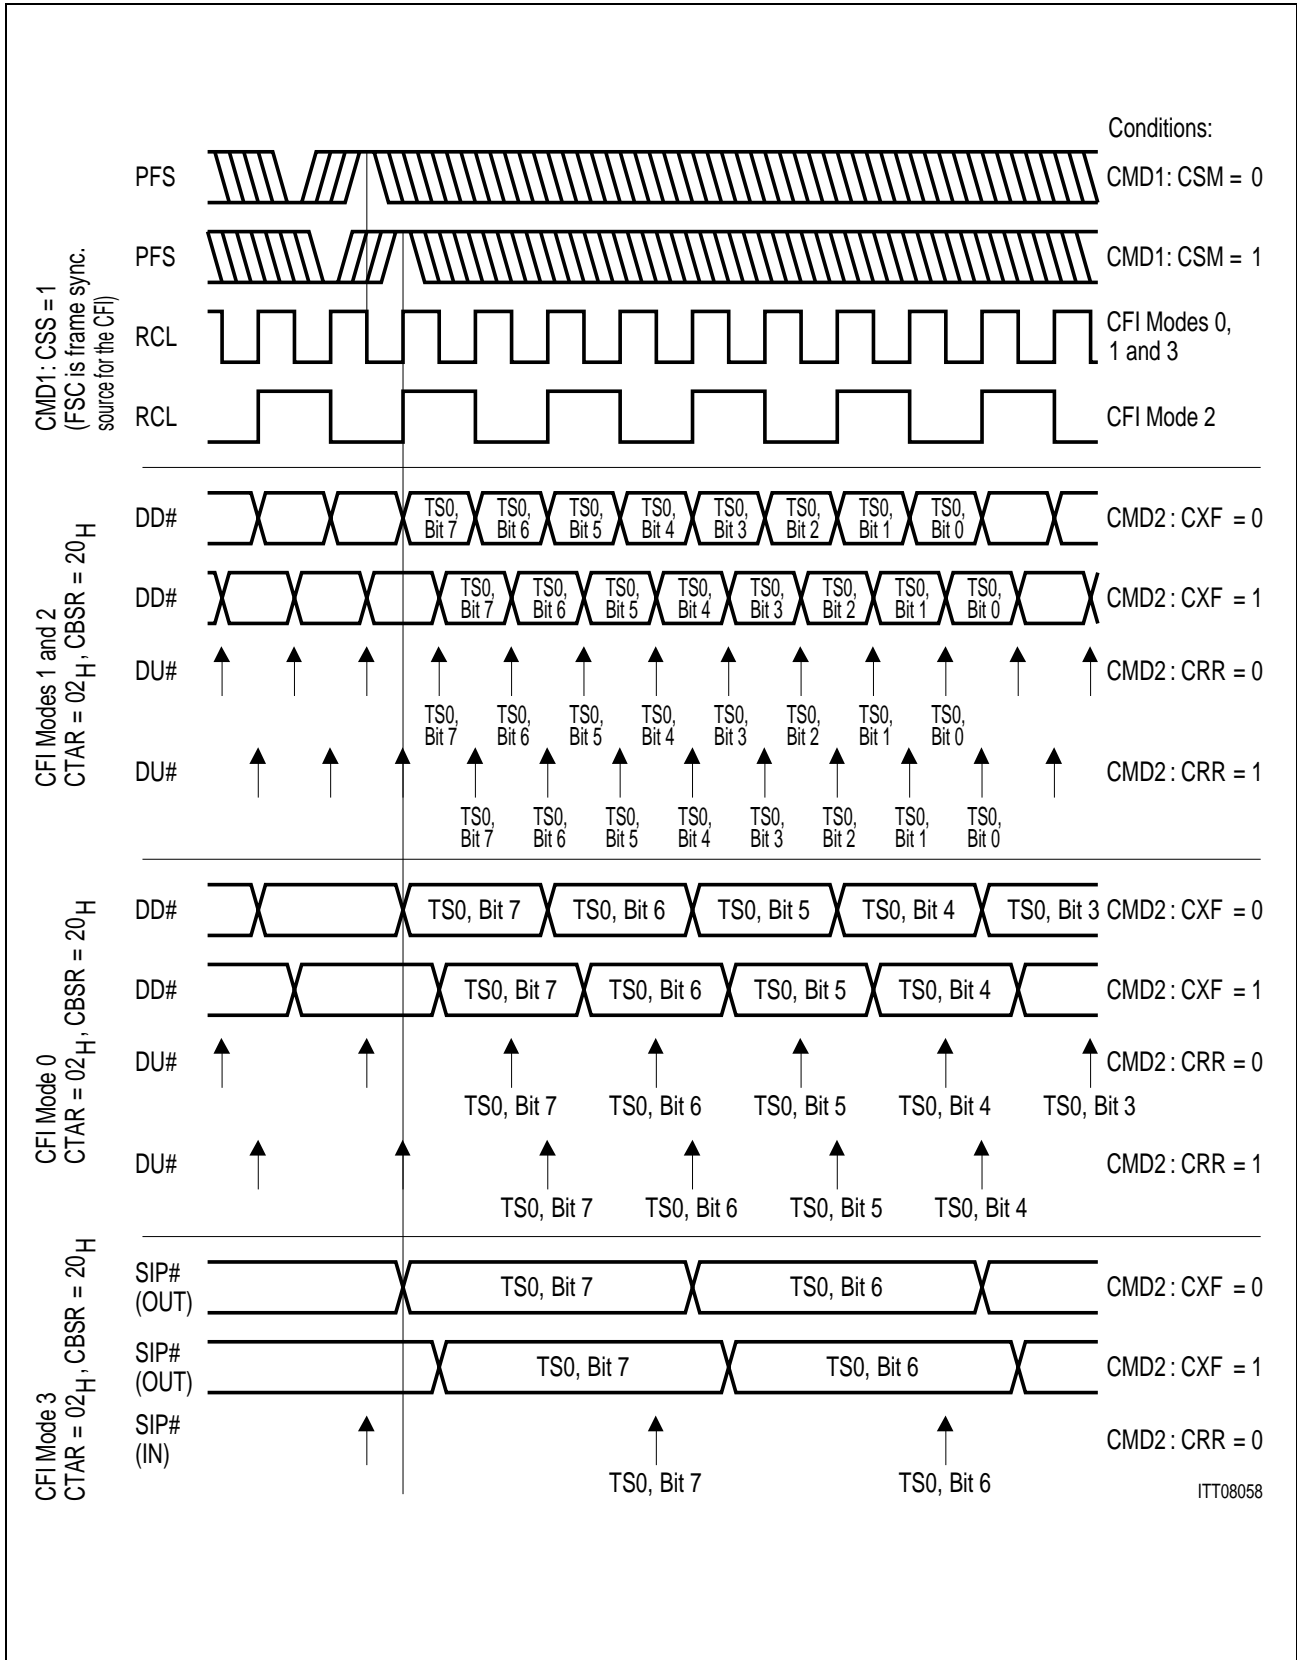 Conditions:
PFS
CMD1: CSM = 0
PFS
CMD1: CSM = 1
CMD1: CSS = 1
(FSC is frame sync.
source for the CFI)
RCL
CFI Modes 0,
1 and 3
RCL
CFI Mode 2
CFI Modes 1 and 2
CTAR = 02H, CBSR = 20H
DD#
TS0, Bit 7
TS0, Bit 6
TS0, Bit 5
TS0, Bit 4
TS0, Bit 3
TS0, Bit 2
TS0, Bit 1
TS0, Bit 0
CMD2: CXF = 0
DD#
TS0, Bit 7
TS0, Bit 6
TS0, Bit 5
TS0, Bit 4
TS0, Bit 3
TS0, Bit 2
TS0, Bit 1
TS0, Bit 0
CMD2: CXF = 1
DU#
CMD2: CRR = 0
TS0, Bit 7
TS0, Bit 6
TS0, Bit 5
TS0, Bit 4
TS0, Bit 3
TS0, Bit 2
TS0, Bit 1
TS0, Bit 0
DU#
CMD2: CRR = 1
TS0, Bit 7
TS0, Bit 6
TS0, Bit 5
TS0, Bit 4
TS0, Bit 3
TS0, Bit 2
TS0, Bit 1
TS0, Bit 0
CFI Mode 0
CTAR = 02H, CBSR = 20H
DD#
TS0, Bit 7
TS0, Bit 6
TS0, Bit 5
TS0, Bit 4
TS0, Bit 3
CMD2: CXF = 0
DD#
TS0, Bit 7
TS0, Bit 6
TS0, Bit 5
TS0, Bit 4
CMD2: CXF = 1
DU#
CMD2: CRR = 0
TS0, Bit 7
TS0, Bit 6
TS0, Bit 5
TS0, Bit 4
TS0, Bit 3
DU#
CMD2: CRR = 1
TS0, Bit 7
TS0, Bit 6
TS0, Bit 5
TS0, Bit 4
CFI Mode 3
CTAR = 02H, CBSR = 20H
SIP#
(OUT)
TS0, Bit 7
TS0, Bit 6
CMD2: CXF = 0
SIP#
(OUT)
TS0, Bit 7
TS0, Bit 6
CMD2: CXF = 1
SIP#
(IN)
CMD2: CRR = 0
TS0, Bit 7
TS0, Bit 6
ITT08058